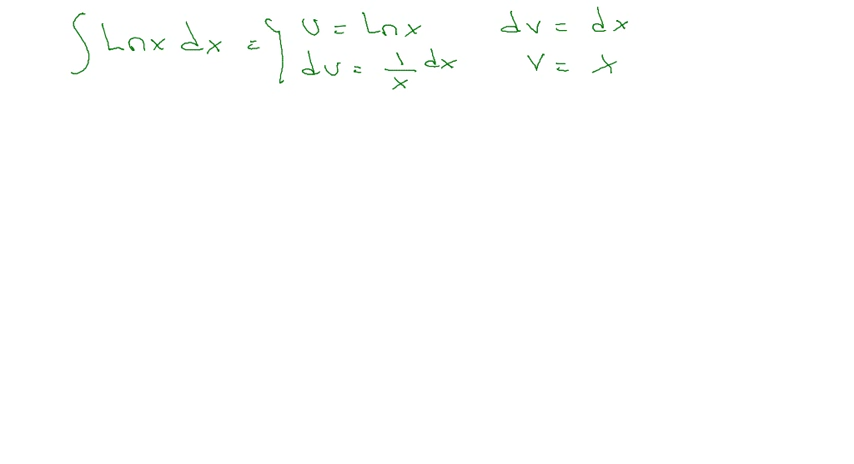 ∫ Lnx dx = { u = Lnx dv = dx
du = 1/x dx v = x